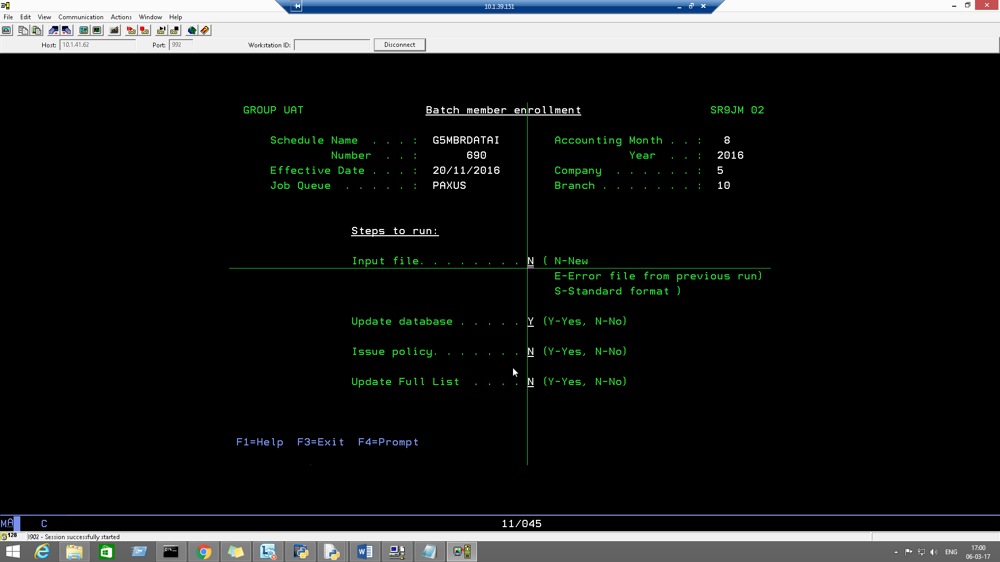 10.1.39.151
File Edit View Communication Actions Window Help
Host: 10.1.41.62 Port: 992 Workstation ID: Disconnect
GROUP UAT Batch member enrollment SR9JM 02
Schedule Name . . . : G5MBRDATAI Accounting Month . . : 8
Number . . : 690 Year . . : 2016
Effective Date . . . : 20/11/2016 Company . . . . . . : 5
Job Queue . . . . . : PAXUS Branch . . . . . . . : 10
Steps to run:
Input file. . . . . . . . N ( N-New
E-Error file from previous run)
S-Standard format )
Update database . . . . . Y (Y-Yes, N-No)
Issue policy. . . . . . . N (Y-Yes, N-No)
Update Full List . . . . N (Y-Yes, N-No)
F1=Help F3=Exit F4=Prompt
MA C 11/045
128 I902 - Session successfully started
ENG 17:00
06-03-17